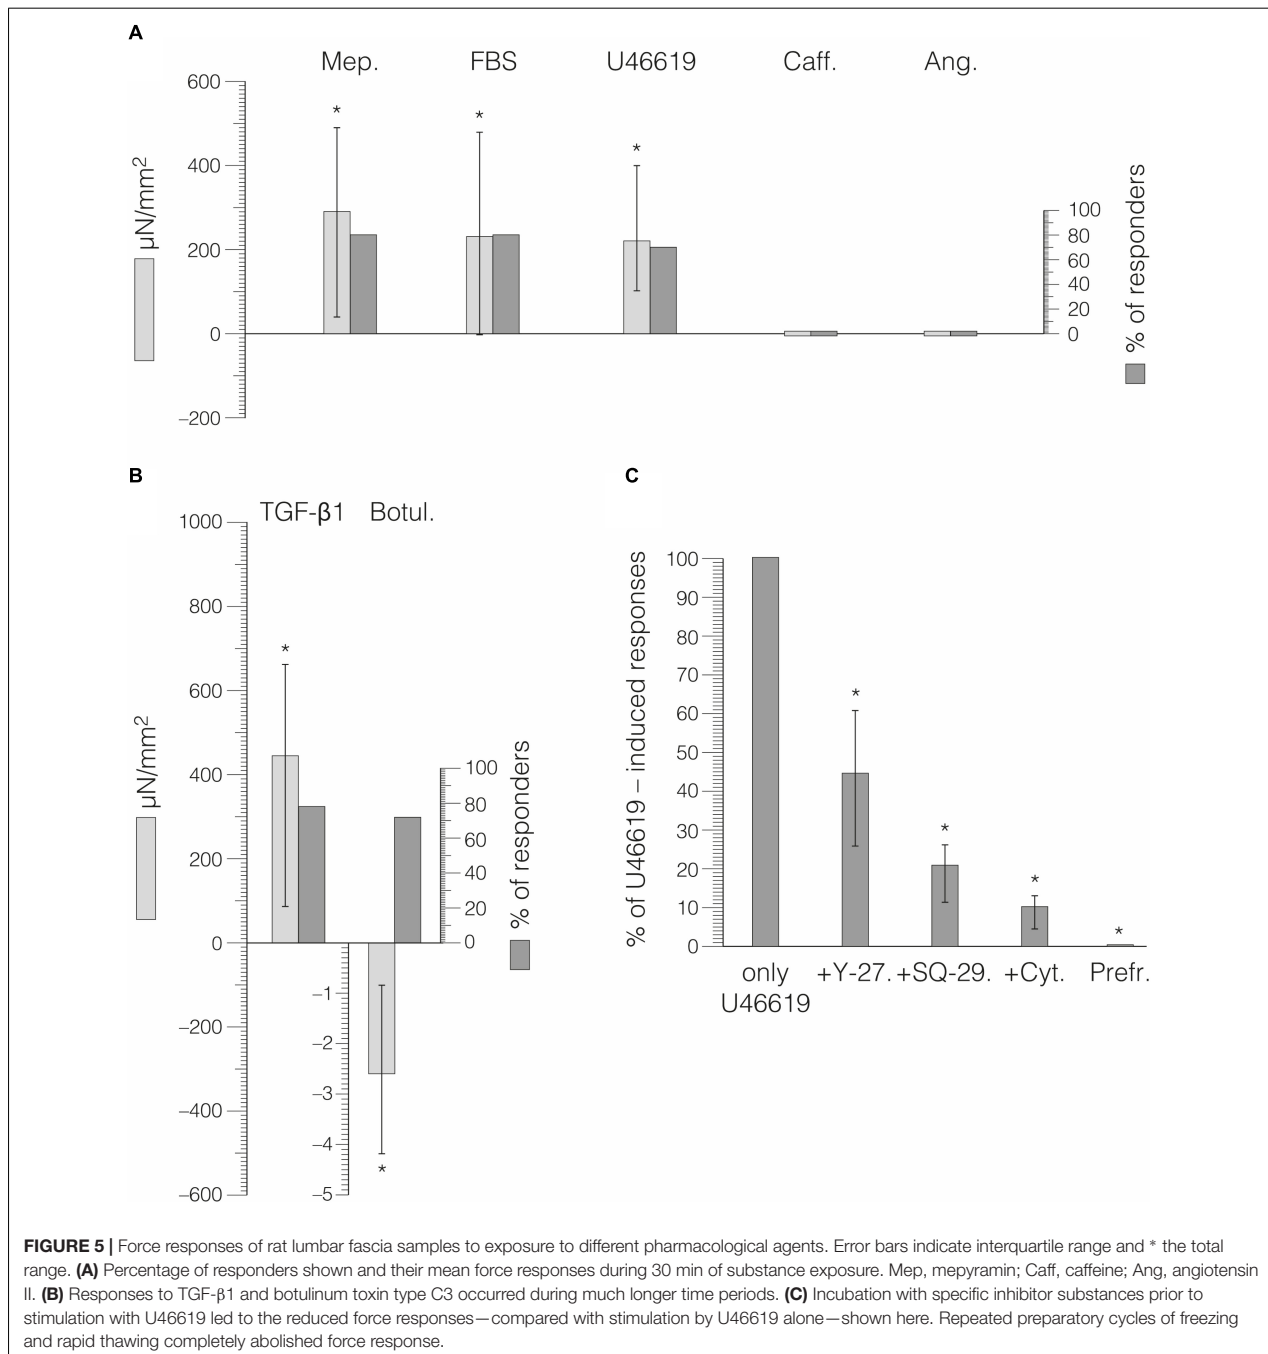 A
Mep. FBS U46619 Caff. Ang.
600
400
200
0
–200
µN/mm2
100
80
60
40
20
0
% of responders
B
TGF-β1 Botul.
1000
800
600
400
200
0
–200
–400
–600
µN/mm2
–1
–2
–3
–4
–5
100
80
60
40
20
0
% of responders
C
% of U46619 – induced responses
100
90
80
70
60
50
40
30
20
10
0
only +Y-27. +SQ-29. +Cyt. Prefr.
U46619
FIGURE 5 | Force responses of rat lumbar fascia samples to exposure to different pharmacological agents. Error bars indicate interquartile range and * the total
range. (A) Percentage of responders shown and their mean force responses during 30 min of substance exposure. Mep, mepyramin; Caff, caffeine; Ang, angiotensin
II. (B) Responses to TGF-β1 and botulinum toxin type C3 occurred during much longer time periods. (C) Incubation with specific inhibitor substances prior to
stimulation with U46619 led to the reduced force responses—compared with stimulation by U46619 alone—shown here. Repeated preparatory cycles of freezing
and rapid thawing completely abolished force response.